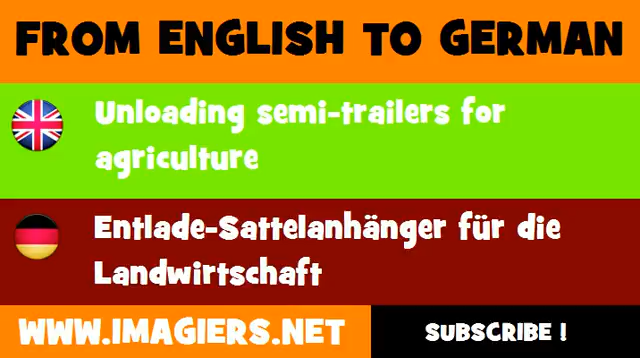 FROM ENGLISH TO GERMAN
Unloading semi-trailers for
agriculture
Entlade-Sattelanhänger für die
Landwirtschaft
WWW.IMAGIERS.NET
SUBSCRIBE !